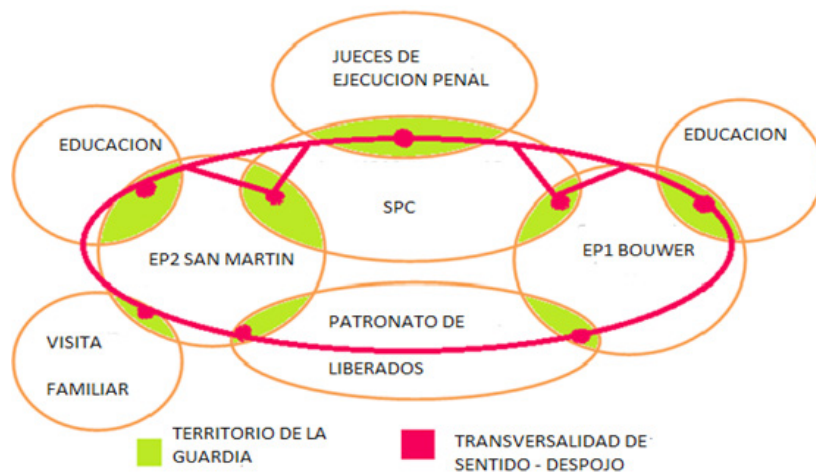 JUECES DE
EJECUCION PENAL
EDUCACION
EDUCACION
SPC
EP2 SAN MARTIN
EP1 BOUWER
PATRONATO DE
LIBERADOS
VISITA
FAMILIAR
TERRITORIO DE LA
GUARDIA
TRANSVERSALIDAD DE
SENTIDO - DESPOJO